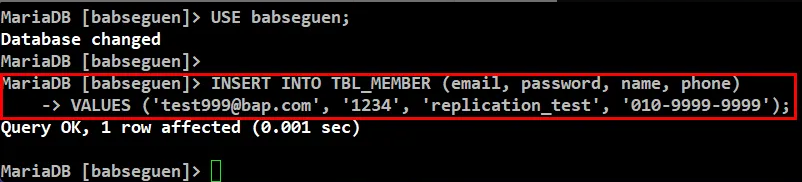 MariaDB [babseguen]> USE babseguen;
Database changed
MariaDB [babseguen]>
MariaDB [babseguen]> INSERT INTO TBL_MEMBER (email, password, name, phone)
    -> VALUES ('test999@bap.com', '1234', 'replication_test', '010-9999-9999');
Query OK, 1 row affected (0.001 sec)
MariaDB [babseguen]>